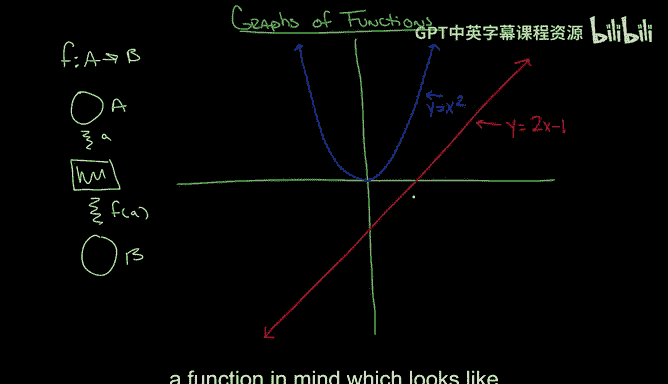 Graphs of Functions
GPT中英字幕课程资源 bilibili
f: A → B
A
a
f(a)
B
y=x²
y=2x-1
a function in mind which looks like